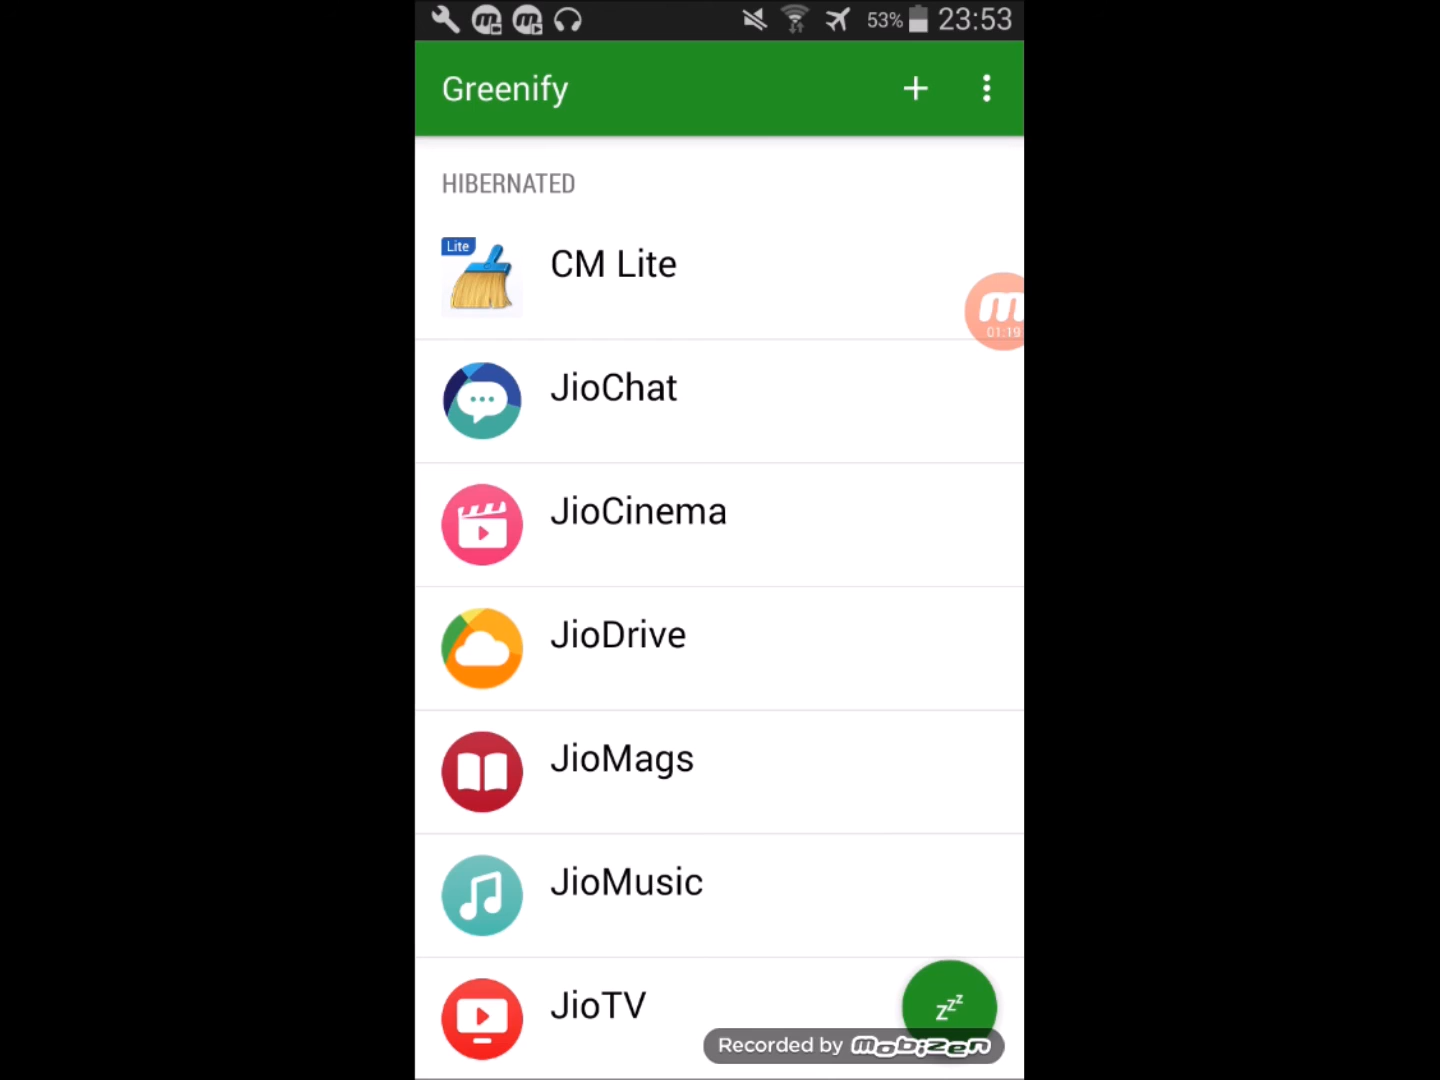 53% 23:53
Greenify
HIBERNATED
Lite
CM Lite
01:19
JioChat
JioCinema
JioDrive
JioMags
JioMusic
JioTV
zzz
Recorded by mobizen